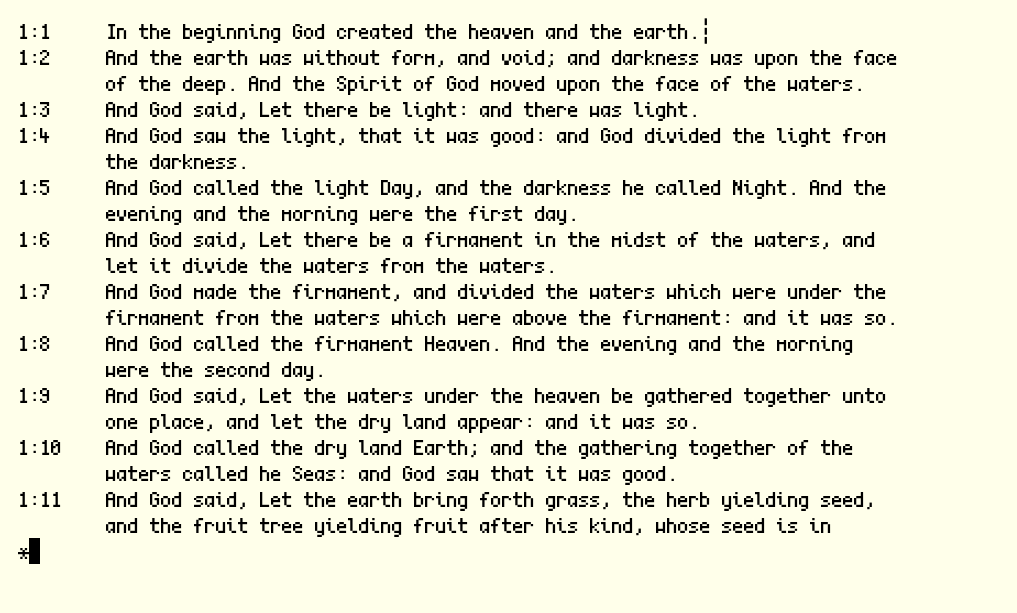 1:1 In the beginning God created the heaven and the earth.¦
1:2 And the earth was without form, and void; and darkness was upon the face
of the deep. And the Spirit of God moved upon the face of the waters.
1:3 And God said, Let there be light: and there was light.
1:4 And God saw the light, that it was good: and God divided the light from
the darkness.
1:5 And God called the light Day, and the darkness he called Night. And the
evening and the morning were the first day.
1:6 And God said, Let there be a firmament in the midst of the waters, and
let it divide the waters from the waters.
1:7 And God made the firmament, and divided the waters which were under the
firmament from the waters which were above the firmament: and it was so.
1:8 And God called the firmament Heaven. And the evening and the morning
were the second day.
1:9 And God said, Let the waters under the heaven be gathered together unto
one place, and let the dry land appear: and it was so.
1:10 And God called the dry land Earth; and the gathering together of the
waters called he Seas: and God saw that it was good.
1:11 And God said, Let the earth bring forth grass, the herb yielding seed,
and the fruit tree yielding fruit after his kind, whose seed is in
*